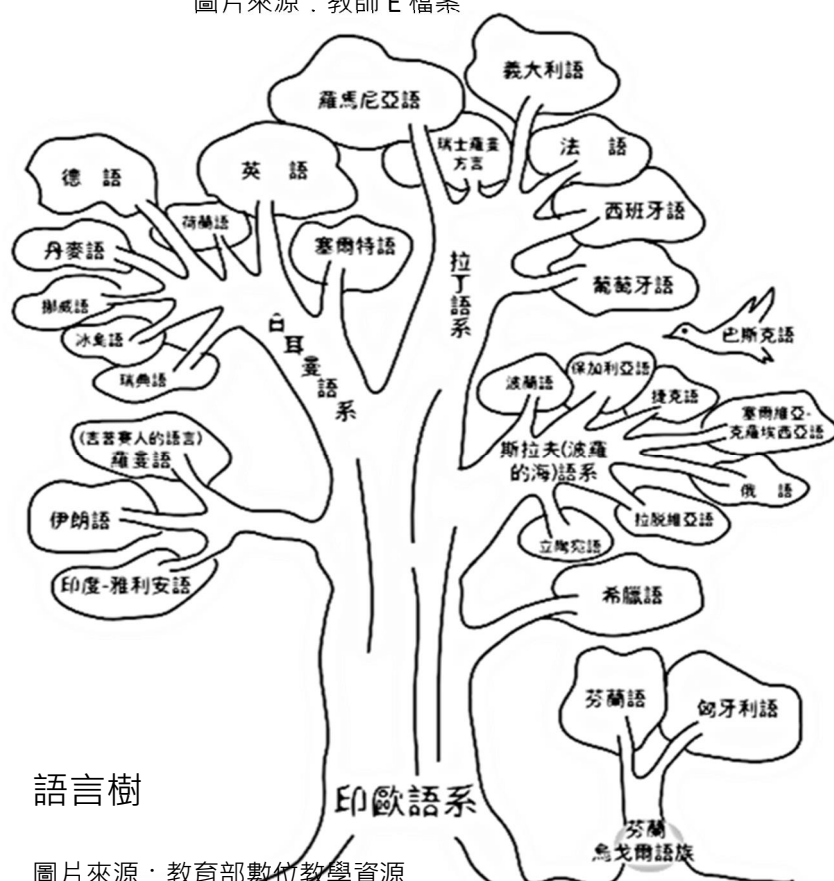 圖片來源：教師 E 檔案
義大利語
羅馬尼亞語
瑞士羅曼
方言
法 語
英 語
德 語
西班牙語
荷蘭語
塞爾特語
丹麥語
拉丁語系
葡萄牙語
挪威語
冰島語
白耳曼語系
巴斯克語
瑞典語
波蘭語
保加利亞語
捷克語
塞爾維亞-
克羅埃西亞語
(吉普賽人的語言)
羅曼語
斯拉夫(波羅
的海)語系
俄 語
伊朗語
拉脫維亞語
立陶宛語
印度-雅利安語
希臘語
芬蘭語
匈牙利語
語言樹
印歐語系
芬蘭
烏戈爾語族
圖片來源：教育部數位教學資源